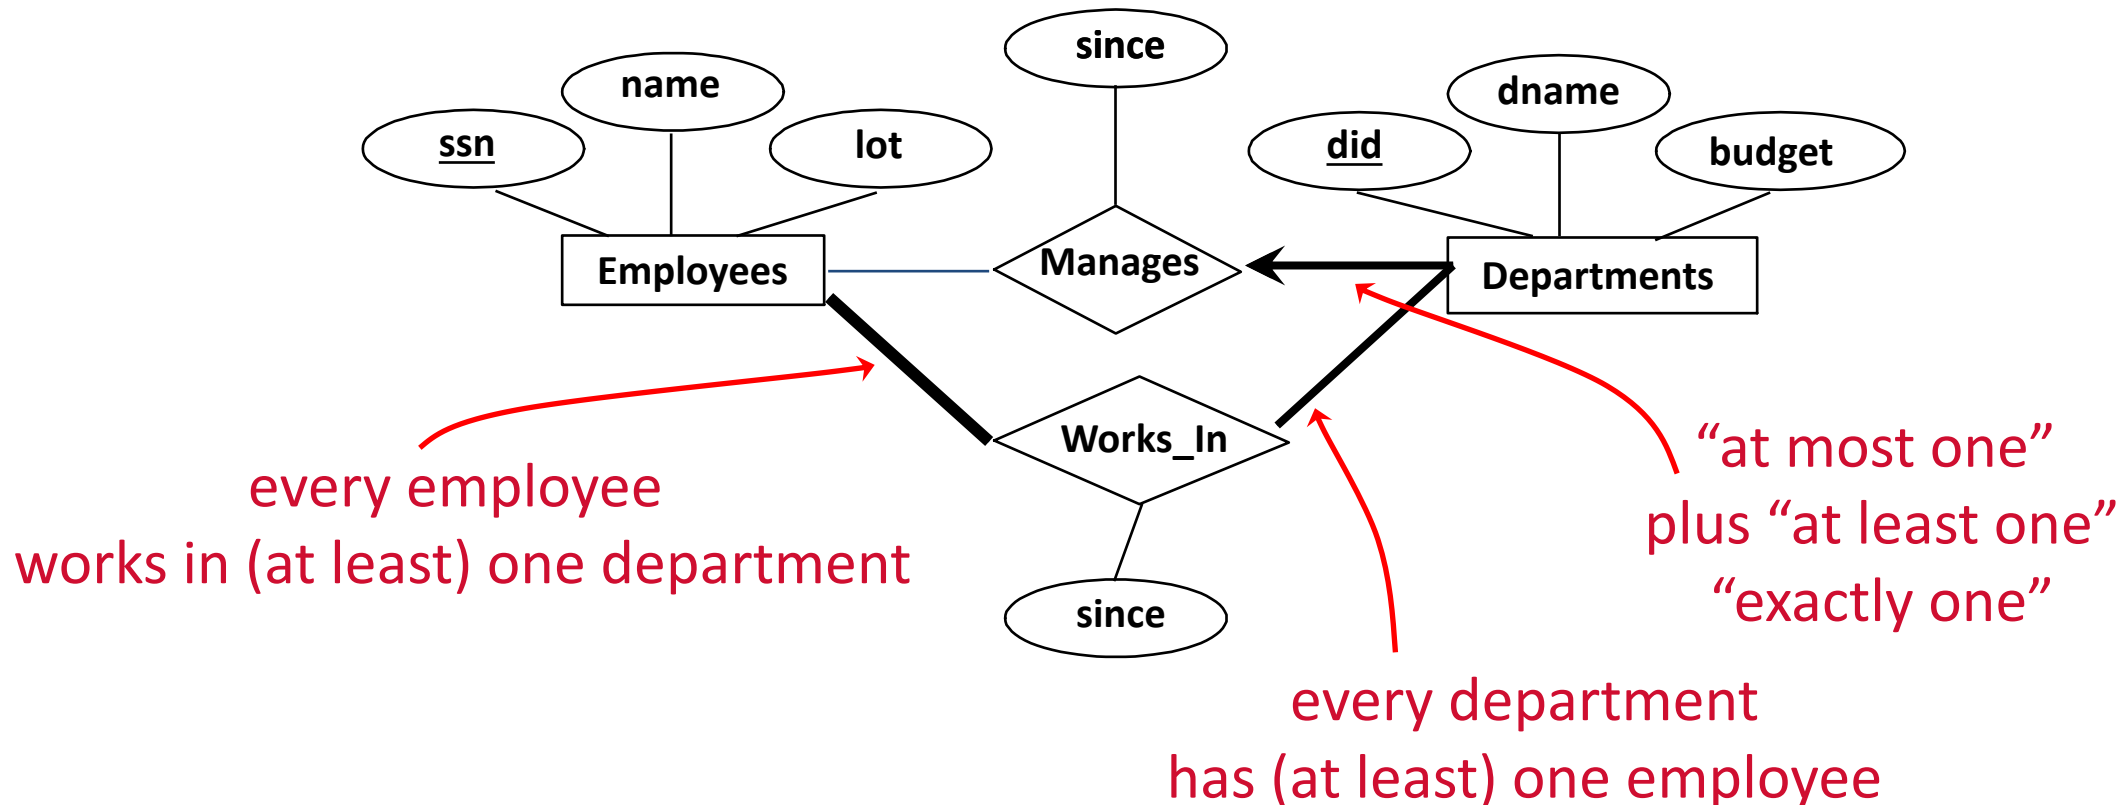 since
name
dname
ssn
lot
did
budget
Employees
Manages
Departments
Works_In
since
every employee
works in (at least) one department
“at most one”
plus “at least one”
“exactly one”
every department
has (at least) one employee